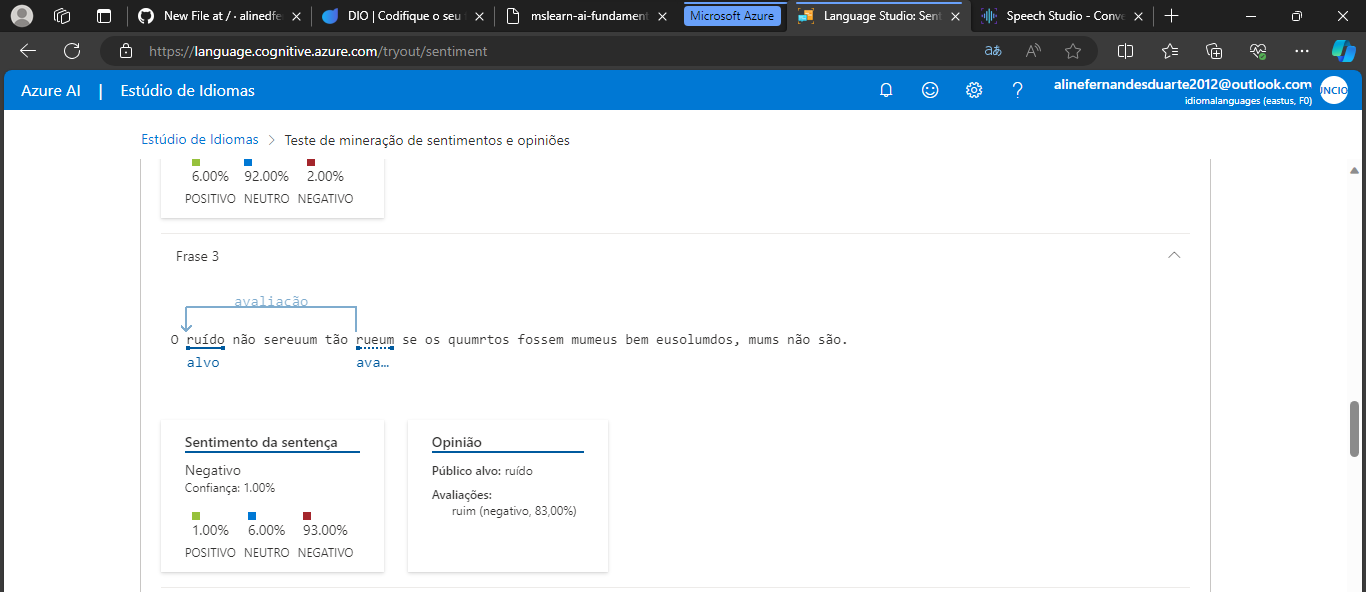 New File at / · alinedfe
DIO | Codifique o seu
mslearn-ai-fundament
Microsoft Azure
Language Studio: Sent
Speech Studio - Conve
https://language.cognitive.azure.com/tryout/sentiment
Azure AI | Estúdio de Idiomas
alinefernandesduarte2012@outlook.com
idiomalanguages (eastus, F0)
UNCIO
Estúdio de Idiomas > Teste de mineração de sentimentos e opiniões
6.00% 92.00% 2.00%
POSITIVO NEUTRO NEGATIVO
Frase 3
avaliação
O ruído não sereuum tão rueum se os quumrtos fossem mumeus bem eusolumdos, mums não são.
alvo ava...
Sentimento da sentença
Negativo
Confiança: 1.00%
1.00% 6.00% 93.00%
POSITIVO NEUTRO NEGATIVO
Opinião
Público alvo: ruído
Avaliações:
ruim (negativo, 83,00%)